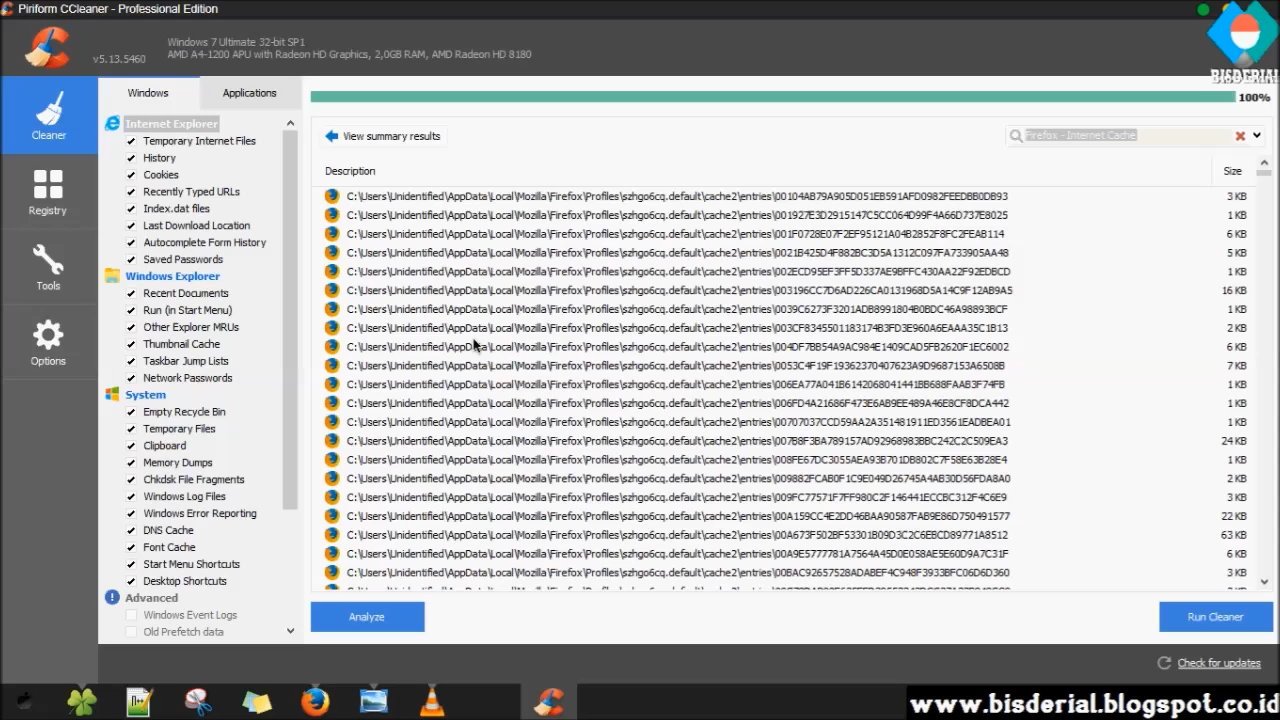 Piriform CCleaner - Professional Edition
v5.13.5460
Windows 7 Ultimate 32-bit SP1
AMD A4-1200 APU with Radeon HD Graphics, 2,0GB RAM, AMD Radeon HD 8180
BISDERIAL
Cleaner
Registry
Tools
Options
Windows
Applications
Internet Explorer
Temporary Internet Files
History
Cookies
Recently Typed URLs
Index.dat files
Last Download Location
Autocomplete Form History
Saved Passwords
Windows Explorer
Recent Documents
Run (in Start Menu)
Other Explorer MRUs
Thumbnail Cache
Taskbar Jump Lists
Network Passwords
System
Empty Recycle Bin
Temporary Files
Clipboard
Memory Dumps
Chkdsk File Fragments
Windows Log Files
Windows Error Reporting
DNS Cache
Font Cache
Start Menu Shortcuts
Desktop Shortcuts
Advanced
Windows Event Logs
Old Prefetch data
100%
View summary results
Firefox - Internet Cache
Description Size
C:\Users\Unidentified\AppData\Local\Mozilla\Firefox\Profiles\szhgo6cq.default\cache2\entries\00104AB79A905D051EB591AFD0982FEEDBB0DB93 3 KB
C:\Users\Unidentified\AppData\Local\Mozilla\Firefox\Profiles\szhgo6cq.default\cache2\entries\001927E3D2915147C5CC064D99F4A66D737E8025 1 KB
C:\Users\Unidentified\AppData\Local\Mozilla\Firefox\Profiles\szhgo6cq.default\cache2\entries\001F0728E07F2EF95121A04B2852F8FC2FEAB114 6 KB
C:\Users\Unidentified\AppData\Local\Mozilla\Firefox\Profiles\szhgo6cq.default\cache2\entries\0021B425D4F882BC3D5A1312C097FA733905AA48 5 KB
C:\Users\Unidentified\AppData\Local\Mozilla\Firefox\Profiles\szhgo6cq.default\cache2\entries\002ECD95EF3FF5D337AE9BFFC430AA22F92EDBCD 1 KB
C:\Users\Unidentified\AppData\Local\Mozilla\Firefox\Profiles\szhgo6cq.default\cache2\entries\003196CC7D6AD226CA0131968D5A14C9F12AB9A5 16 KB
C:\Users\Unidentified\AppData\Local\Mozilla\Firefox\Profiles\szhgo6cq.default\cache2\entries\0039C6273F3201ADB8991804B0BDC46A98893BCF 1 KB
C:\Users\Unidentified\AppData\Local\Mozilla\Firefox\Profiles\szhgo6cq.default\cache2\entries\003CF8345501183174B3FD3E960A6EAAA35C1B13 2 KB
C:\Users\Unidentified\AppData\Local\Mozilla\Firefox\Profiles\szhgo6cq.default\cache2\entries\004DF7BB54A9AC984E1409CAD5FB2620F1EC6002 6 KB
C:\Users\Unidentified\AppData\Local\Mozilla\Firefox\Profiles\szhgo6cq.default\cache2\entries\0053C4F19F19362370407623A9D9687153A6508B 7 KB
C:\Users\Unidentified\AppData\Local\Mozilla\Firefox\Profiles\szhgo6cq.default\cache2\entries\006EA77A041B6142068041441BB688FAAB3F74FB 1 KB
C:\Users\Unidentified\AppData\Local\Mozilla\Firefox\Profiles\szhgo6cq.default\cache2\entries\006FD4A21686F473E6AB9EE489A46E8CF8DCA442 1 KB
C:\Users\Unidentified\AppData\Local\Mozilla\Firefox\Profiles\szhgo6cq.default\cache2\entries\00707037CCD59AA2A351481911ED3561EADBEA01 1 KB
C:\Users\Unidentified\AppData\Local\Mozilla\Firefox\Profiles\szhgo6cq.default\cache2\entries\007B8F3BA789157AD92968983BBC242C2C509EA3 24 KB
C:\Users\Unidentified\AppData\Local\Mozilla\Firefox\Profiles\szhgo6cq.default\cache2\entries\008FE67DC3055AEA93B701DB802C7F58E63B28E4 1 KB
C:\Users\Unidentified\AppData\Local\Mozilla\Firefox\Profiles\szhgo6cq.default\cache2\entries\009882FCAB0F1C9E049D26745A4AB30D56FDA8A0 2 KB
C:\Users\Unidentified\AppData\Local\Mozilla\Firefox\Profiles\szhgo6cq.default\cache2\entries\009FC77571F7FF980C2F146441ECCBC312F4C6E9 3 KB
C:\Users\Unidentified\AppData\Local\Mozilla\Firefox\Profiles\szhgo6cq.default\cache2\entries\00A159CC4E2DD46BAA90587FAB9E86D750491577 22 KB
C:\Users\Unidentified\AppData\Local\Mozilla\Firefox\Profiles\szhgo6cq.default\cache2\entries\00A673F502BF53301B09D3C2C6EBCD89771A8512 63 KB
C:\Users\Unidentified\AppData\Local\Mozilla\Firefox\Profiles\szhgo6cq.default\cache2\entries\00A9E5777781A7564A45D0E058AE5E60D9A7C31F 6 KB
C:\Users\Unidentified\AppData\Local\Mozilla\Firefox\Profiles\szhgo6cq.default\cache2\entries\00BAC92657528ADABEF4C948F3933BFC06D6D360 3 KB
Analyze
Run Cleaner
Check for updates
www.bisderial.blogspot.co.id